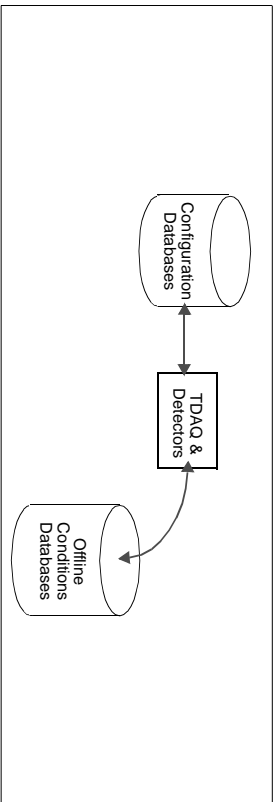 Configuration
Databases
TDAQ &
Detectors
Offline
Conditions
Databases